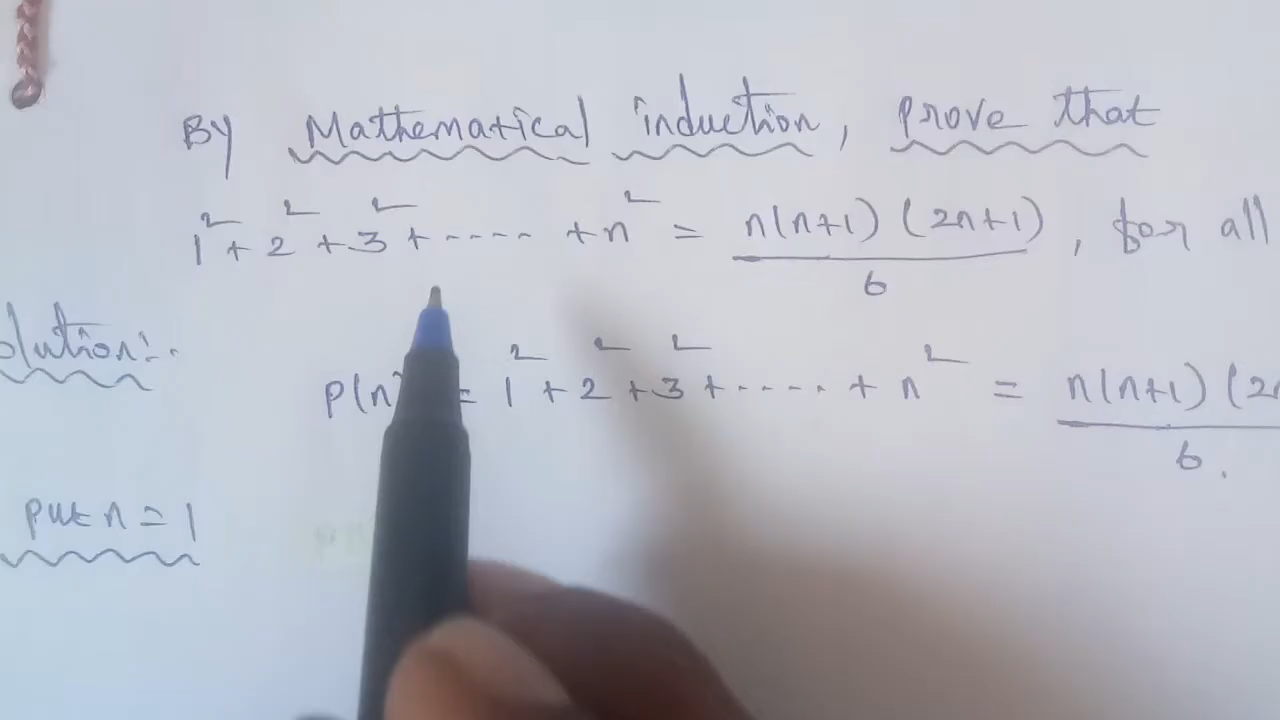 By Mathematical induction, prove that
1² + 2² + 3² + ---- + n² = n(n+1) (2n+1) / 6, for all
olution:-
p(n) = 1² + 2² + 3² + ----- + n² = n(n+1) (2n / 6.
put n = 1